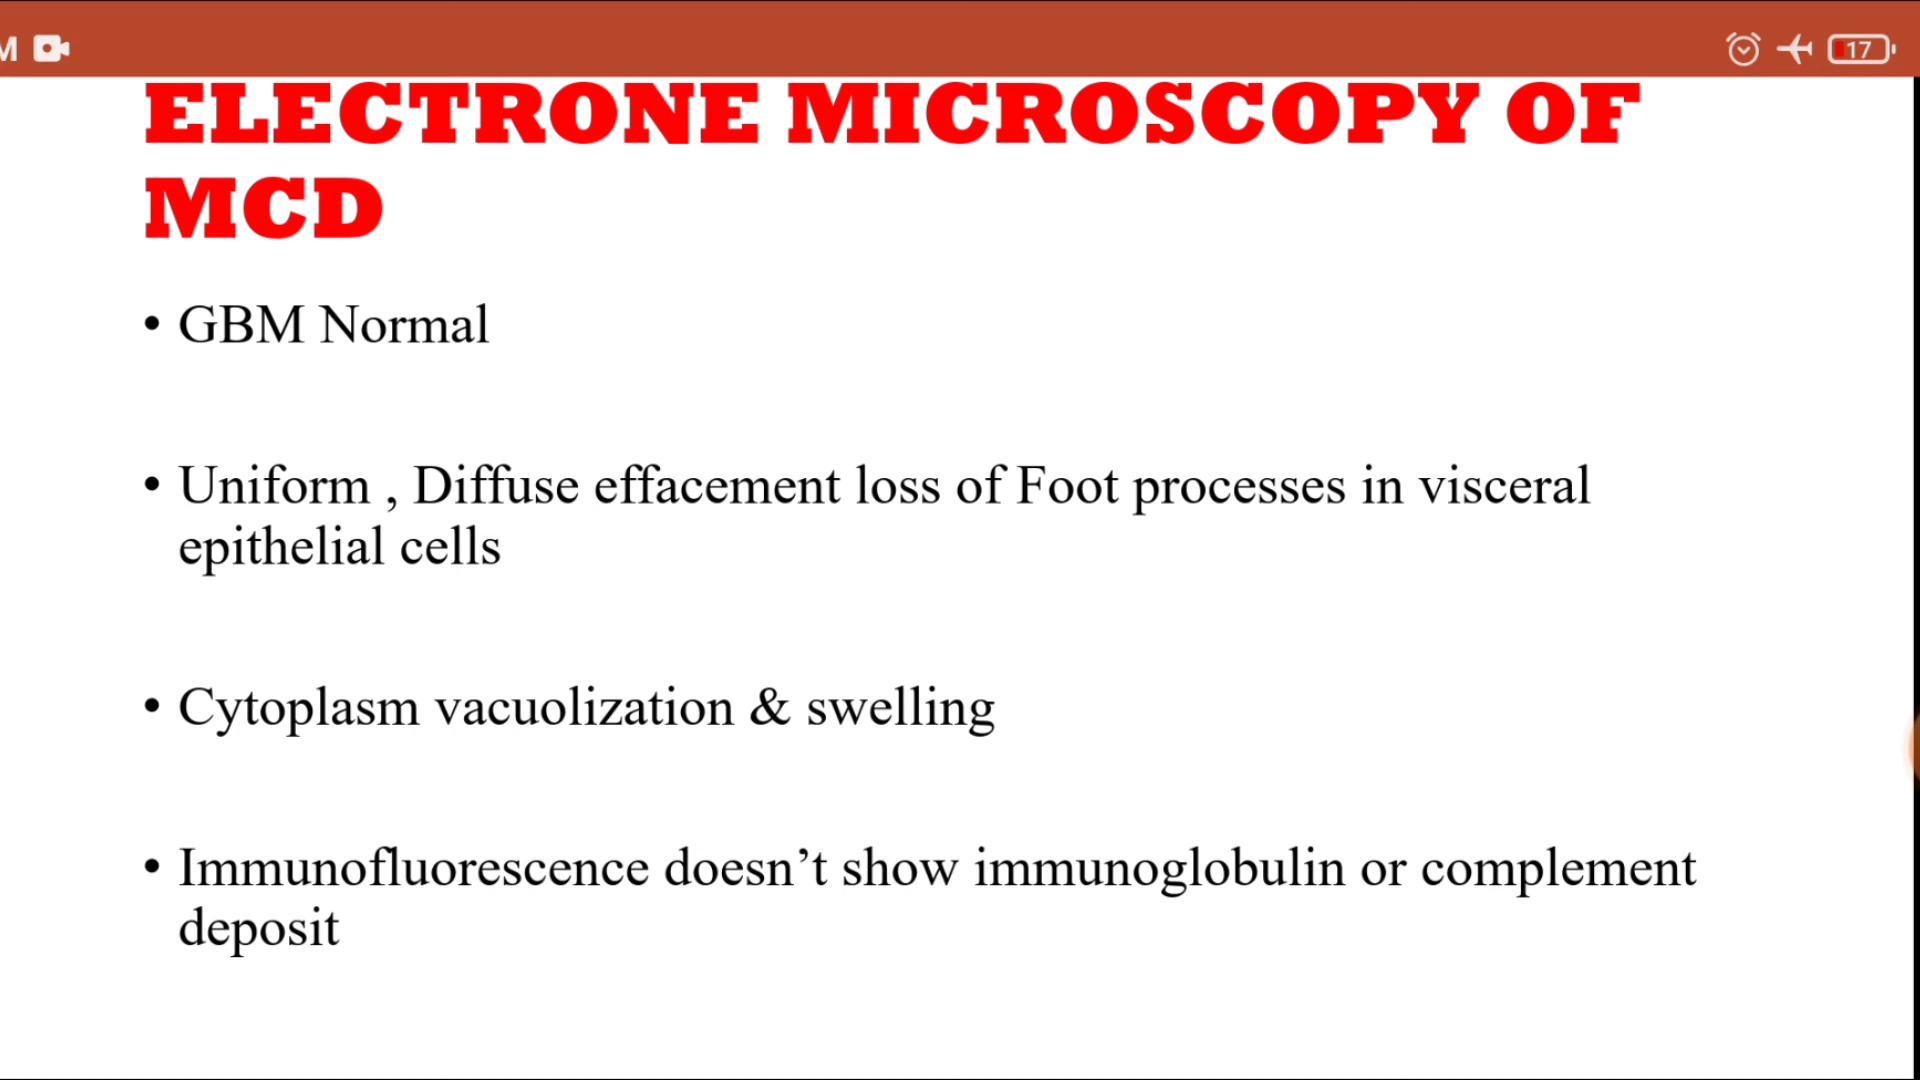 M
17
ELECTRONE MICROSCOPY OF
MCD
• GBM Normal
• Uniform , Diffuse effacement loss of Foot processes in visceral
epithelial cells
• Cytoplasm vacuolization & swelling
• Immunofluorescence doesn’t show immunoglobulin or complement
deposit